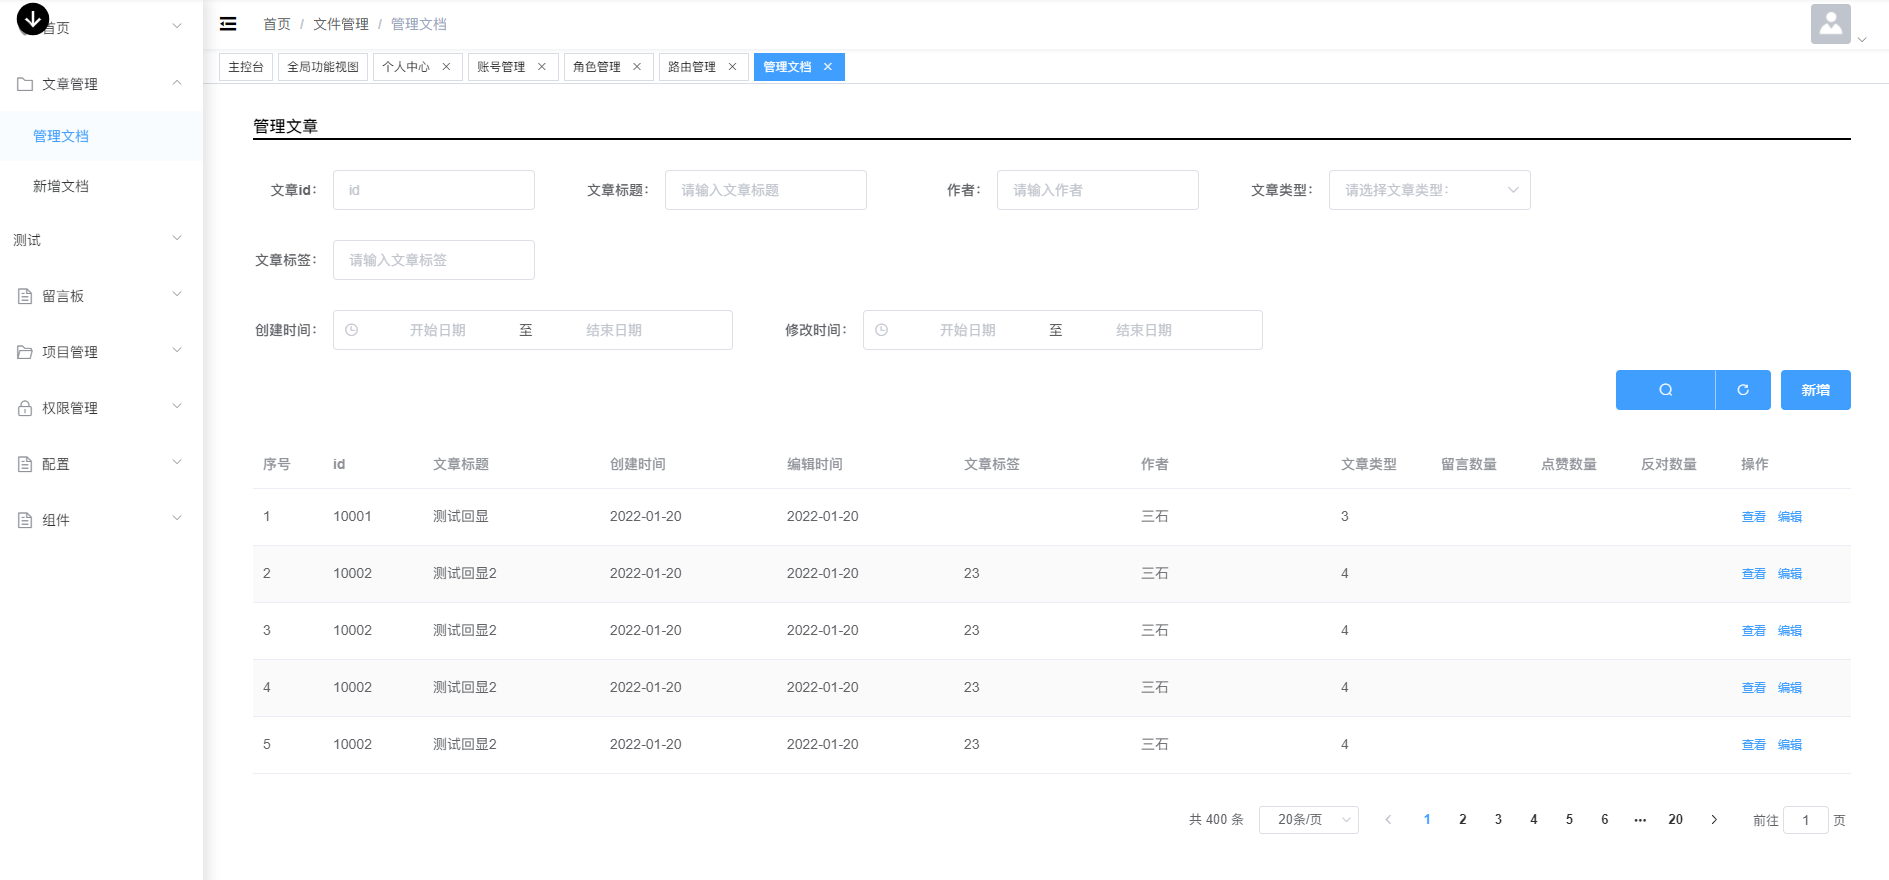 首页
文章管理
管理文档
新增文档
测试
留言板
项目管理
权限管理
配置
组件
首页 / 文件管理 / 管理文档
主控台 全局功能视图 个人中心 账号管理 角色管理 路由管理 管理文档
管理文章
文章id： id 文章标题： 请输入文章标题 作者： 请输入作者 文章类型： 请选择文章类型：
文章标签： 请输入文章标签
创建时间： 开始日期 至 结束日期 修改时间： 开始日期 至 结束日期
新增
序号 id 文章标题 创建时间 编辑时间 文章标签 作者 文章类型 留言数量 点赞数量 反对数量 操作
1 10001 测试回显 2022-01-20 2022-01-20 三石 3 查看 编辑
2 10002 测试回显2 2022-01-20 2022-01-20 23 三石 4 查看 编辑
3 10002 测试回显2 2022-01-20 2022-01-20 23 三石 4 查看 编辑
4 10002 测试回显2 2022-01-20 2022-01-20 23 三石 4 查看 编辑
5 10002 测试回显2 2022-01-20 2022-01-20 23 三石 4 查看 编辑
共 400 条 20条/页 1 2 3 4 5 6 ... 20 前往 1 页